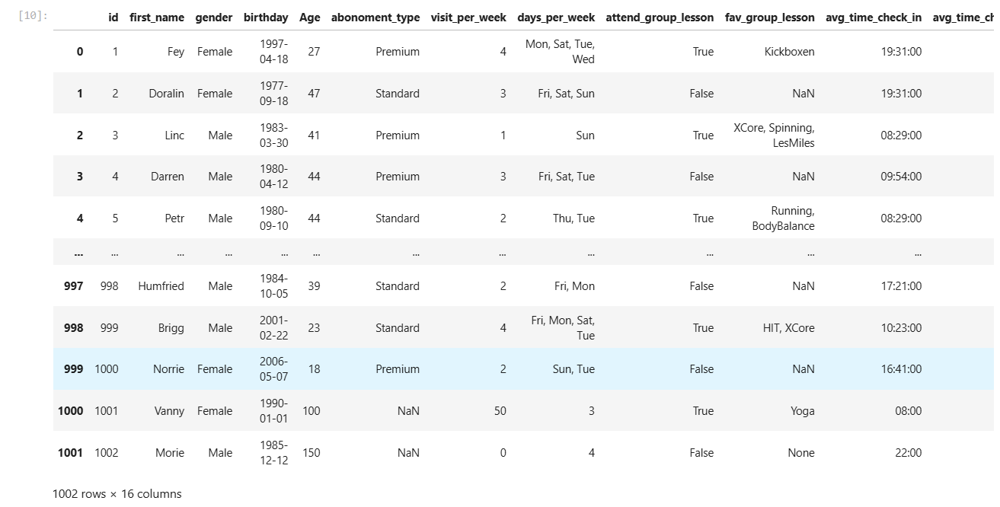 [10]:
id first_name gender birthday Age abonoment_type visit_per_week days_per_week attend_group_lesson fav_group_lesson avg_time_check_in avg_time_ch
0 1 Fey Female 1997-04-18 27 Premium 4 Mon, Sat, Tue, Wed True Kickboxen 19:31:00
1 2 Doralin Female 1977-09-18 47 Standard 3 Fri, Sat, Sun False NaN 19:31:00
2 3 Linc Male 1983-03-30 41 Premium 1 Sun True XCore, Spinning, LesMiles 08:29:00
3 4 Darren Male 1980-04-12 44 Premium 3 Fri, Sat, Tue False NaN 09:54:00
4 5 Petr Male 1980-09-10 44 Standard 2 Thu, Tue True Running, BodyBalance 08:29:00
... ... ... ... ... ... ... ... ... ... ... ...
997 998 Humfried Male 1984-10-05 39 Standard 2 Fri, Mon False NaN 17:21:00
998 999 Brigg Male 2001-02-22 23 Standard 4 Fri, Mon, Sat, Tue True HIT, XCore 10:23:00
999 1000 Norrie Female 2006-05-07 18 Premium 2 Sun, Tue False NaN 16:41:00
1000 1001 Vanny Female 1990-01-01 100 NaN 50 3 True Yoga 08:00
1001 1002 Morie Male 1985-12-12 150 NaN 0 4 False None 22:00
1002 rows × 16 columns